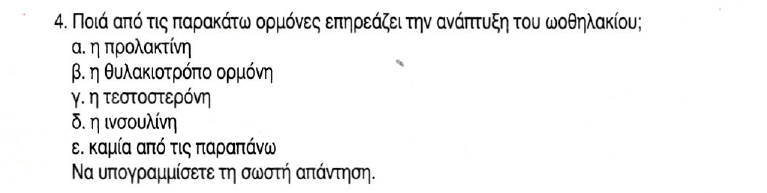 4. Ποιά από τις παρακάτω ορμόνες επηρεάζει την ανάπτυξη του ωοθηλακίου;
α. η προλακτίνη
β. η θυλακιοτρόπο ορμόνη
γ. η τεστοστερόνη
δ. η ινσουλίνη
ε. καμία από τις παραπάνω
Να υπογραμμίσετε τη σωστή απάντηση.